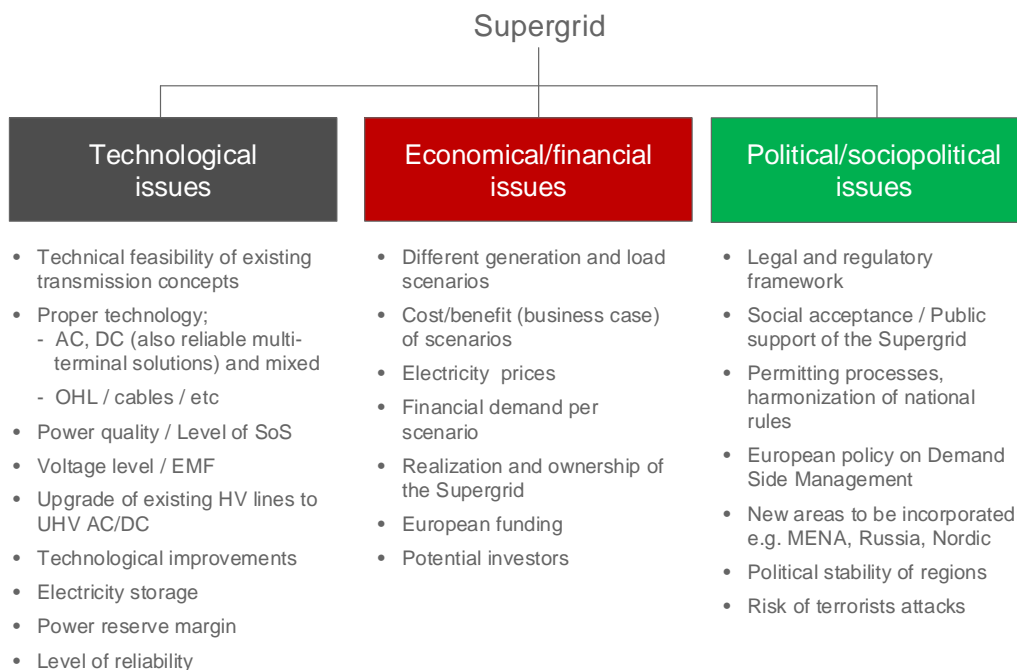 Supergrid
Technological
issues
• Technical feasibility of existing
transmission concepts
• Proper technology;
- AC, DC (also reliable multi-
terminal solutions) and mixed
- OHL / cables / etc
• Power quality / Level of SoS
• Voltage level / EMF
• Upgrade of existing HV lines to
UHV AC/DC
• Technological improvements
• Electricity storage
• Power reserve margin
• Level of reliability
Economical/financial
issues
• Different generation and load
scenarios
• Cost/benefit (business case)
of scenarios
• Electricity prices
• Financial demand per
scenario
• Realization and ownership of
the Supergrid
• European funding
• Potential investors
Political/sociopolitical
issues
• Legal and regulatory
framework
• Social acceptance / Public
support of the Supergrid
• Permitting processes,
harmonization of national
rules
• European policy on Demand
Side Management
• New areas to be incorporated
e.g. MENA, Russia, Nordic
• Political stability of regions
• Risk of terrorists attacks